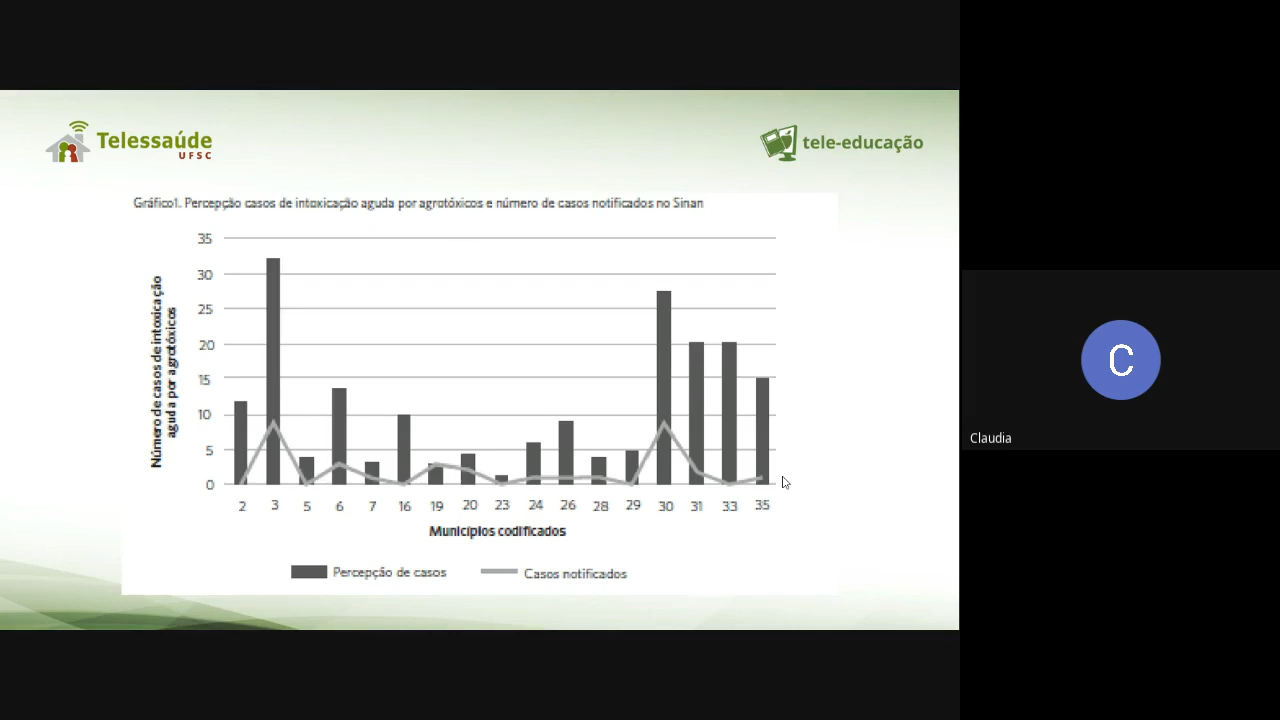 Telessaúde
UFSC
tele-educação
Gráfico1. Percepção casos de intoxicação aguda por agrotóxicos e número de casos notificados no Sinan
Número de casos de intoxicação
aguda por agrotóxicos
35
30
25
20
15
10
5
0
2 3 5 6 7 16 19 20 23 24 26 28 29 30 31 33 35
Municípios codificados
Percepção de casos
Casos notificados
C
Claudia